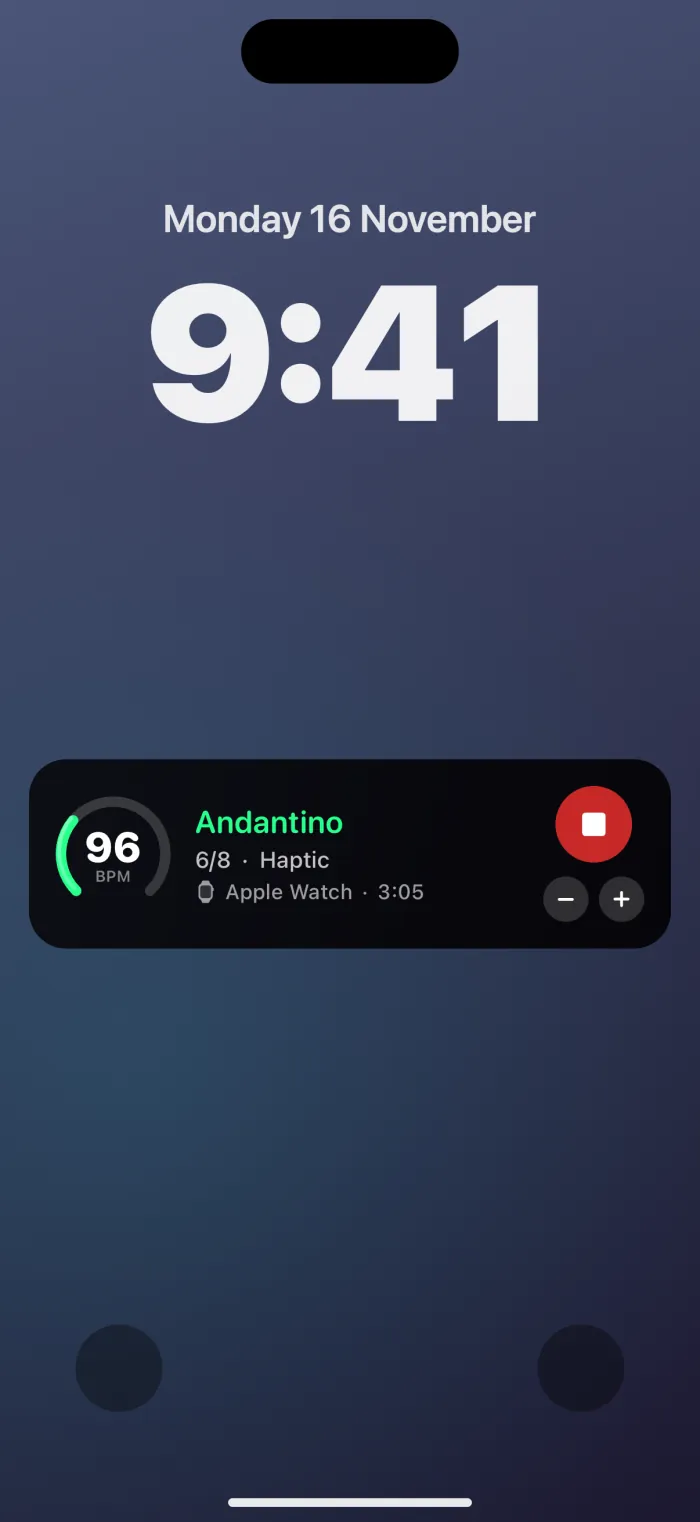 Monday 16 November
9:41
96
BPM
Andantino
6/8 · Haptic
Apple Watch · 3:05
− +